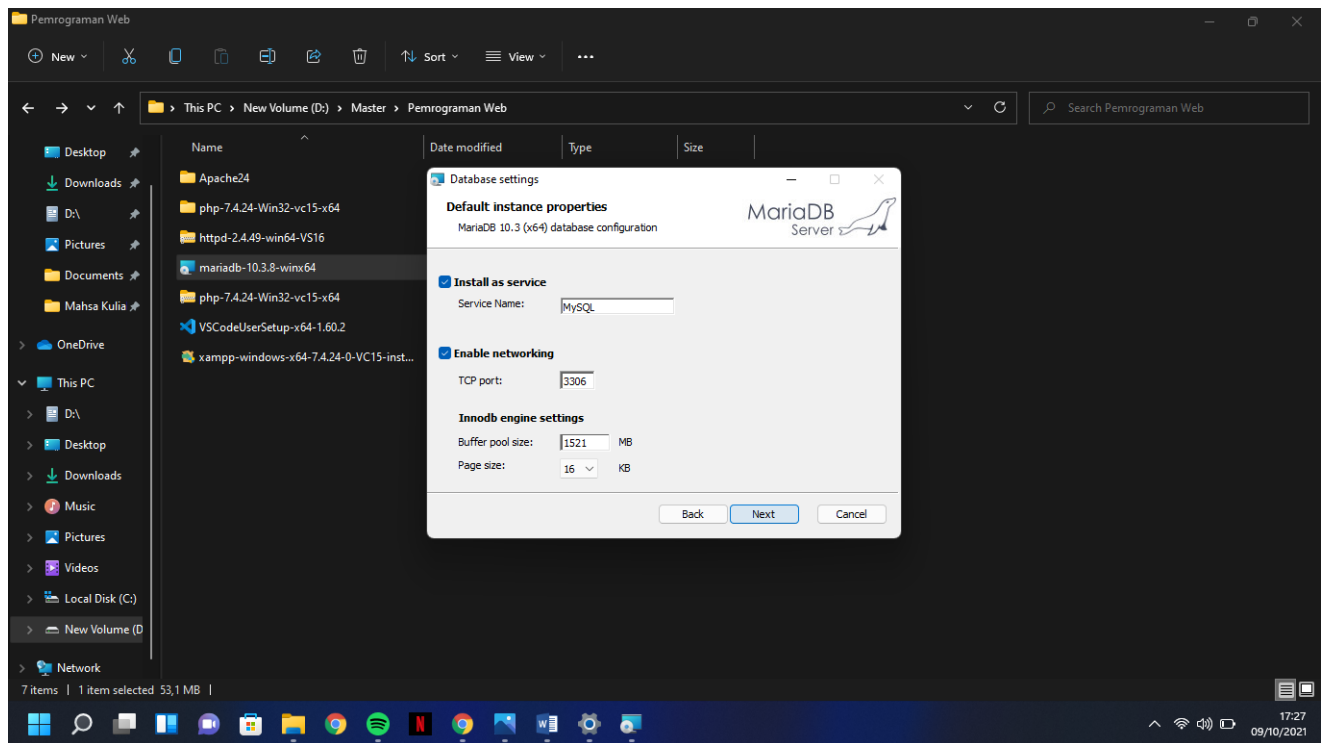 Pemrograman Web
New
Sort
View
This PC > New Volume (D:) > Master > Pemrograman Web
Search Pemrograman Web
Desktop
Downloads
D:\
Pictures
Documents
Mahsa Kulia
OneDrive
This PC
D:\
Desktop
Downloads
Music
Pictures
Videos
Local Disk (C:)
New Volume (D
Network
Name Date modified Type Size
Apache24
php-7.4.24-Win32-vc15-x64
httpd-2.4.49-win64-VS16
mariadb-10.3.8-winx64
php-7.4.24-Win32-vc15-x64
VSCodeUserSetup-x64-1.60.2
xampp-windows-x64-7.4.24-0-VC15-inst...
Database settings
Default instance properties
MariaDB 10.3 (x64) database configuration
MariaDB
Server
Install as service
Service Name: MySQL
Enable networking
TCP port: 3306
Innodb engine settings
Buffer pool size: 1521 MB
Page size: 16 KB
Back Next Cancel
7 items | 1 item selected 53,1 MB |
N
W
17:27
09/10/2021